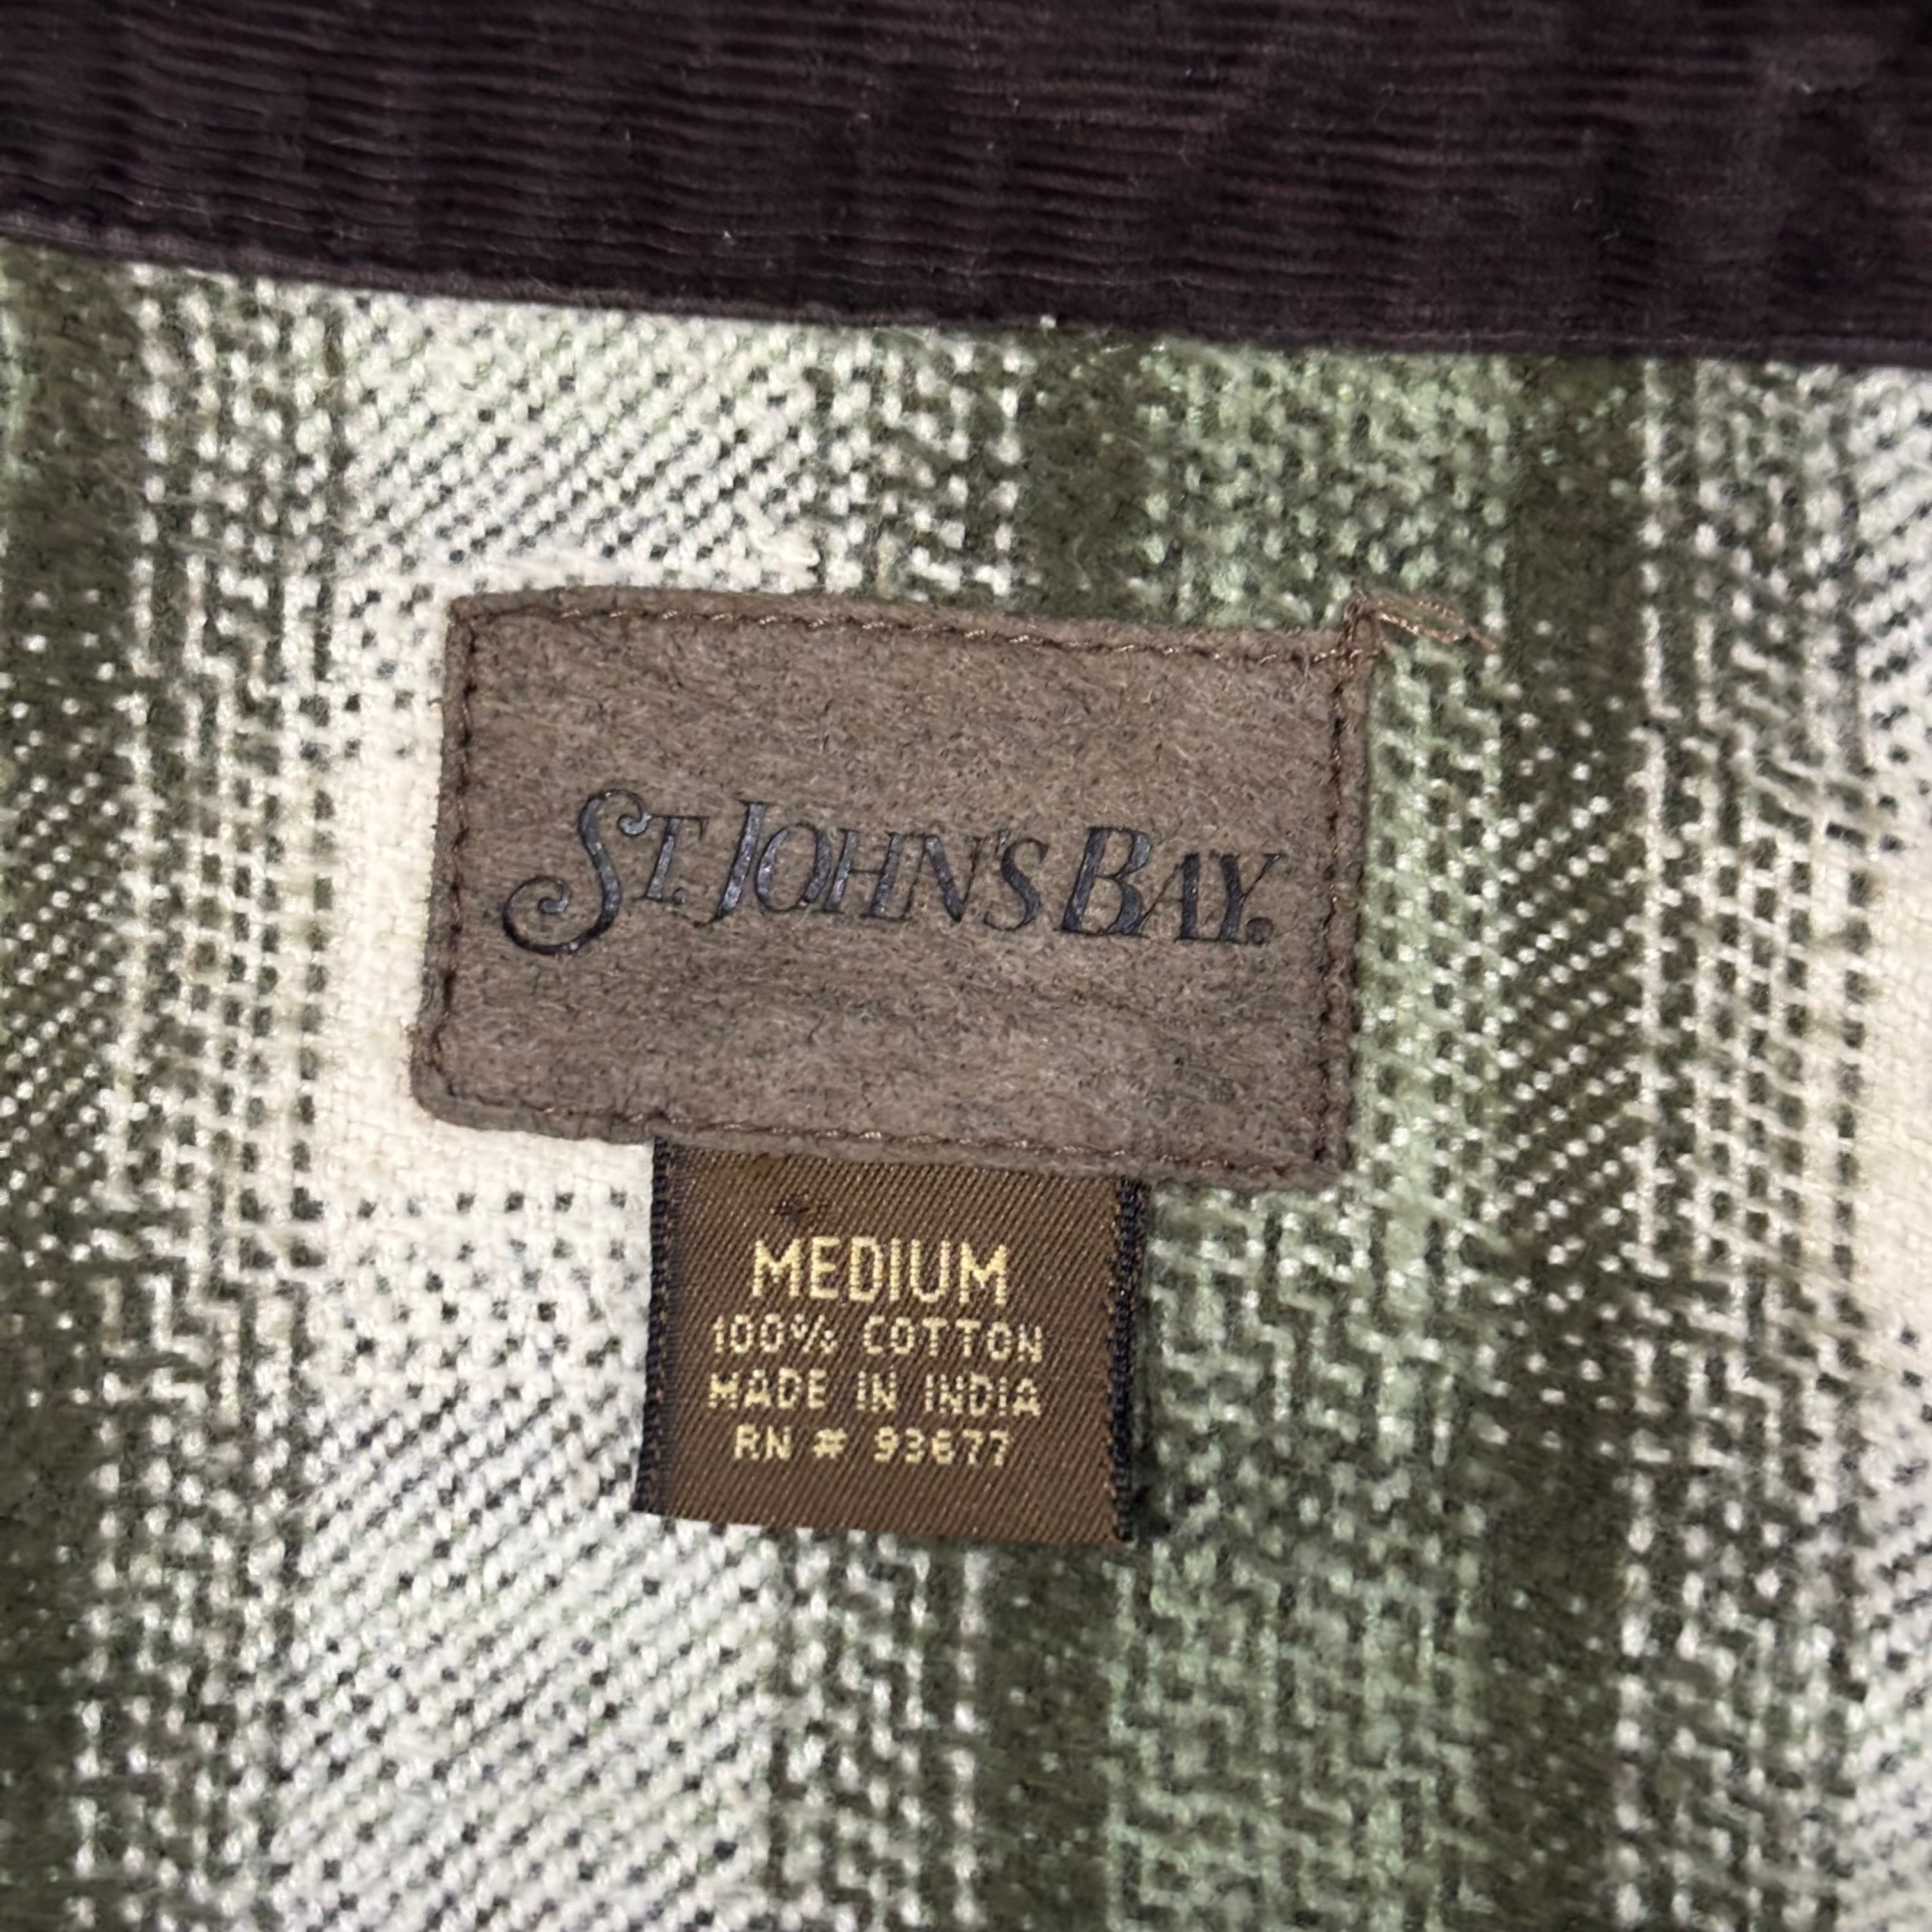 ST. JOHN'S BAY.
MEDIUM
100% COTTON
MADE IN INDIA
RN # 93677